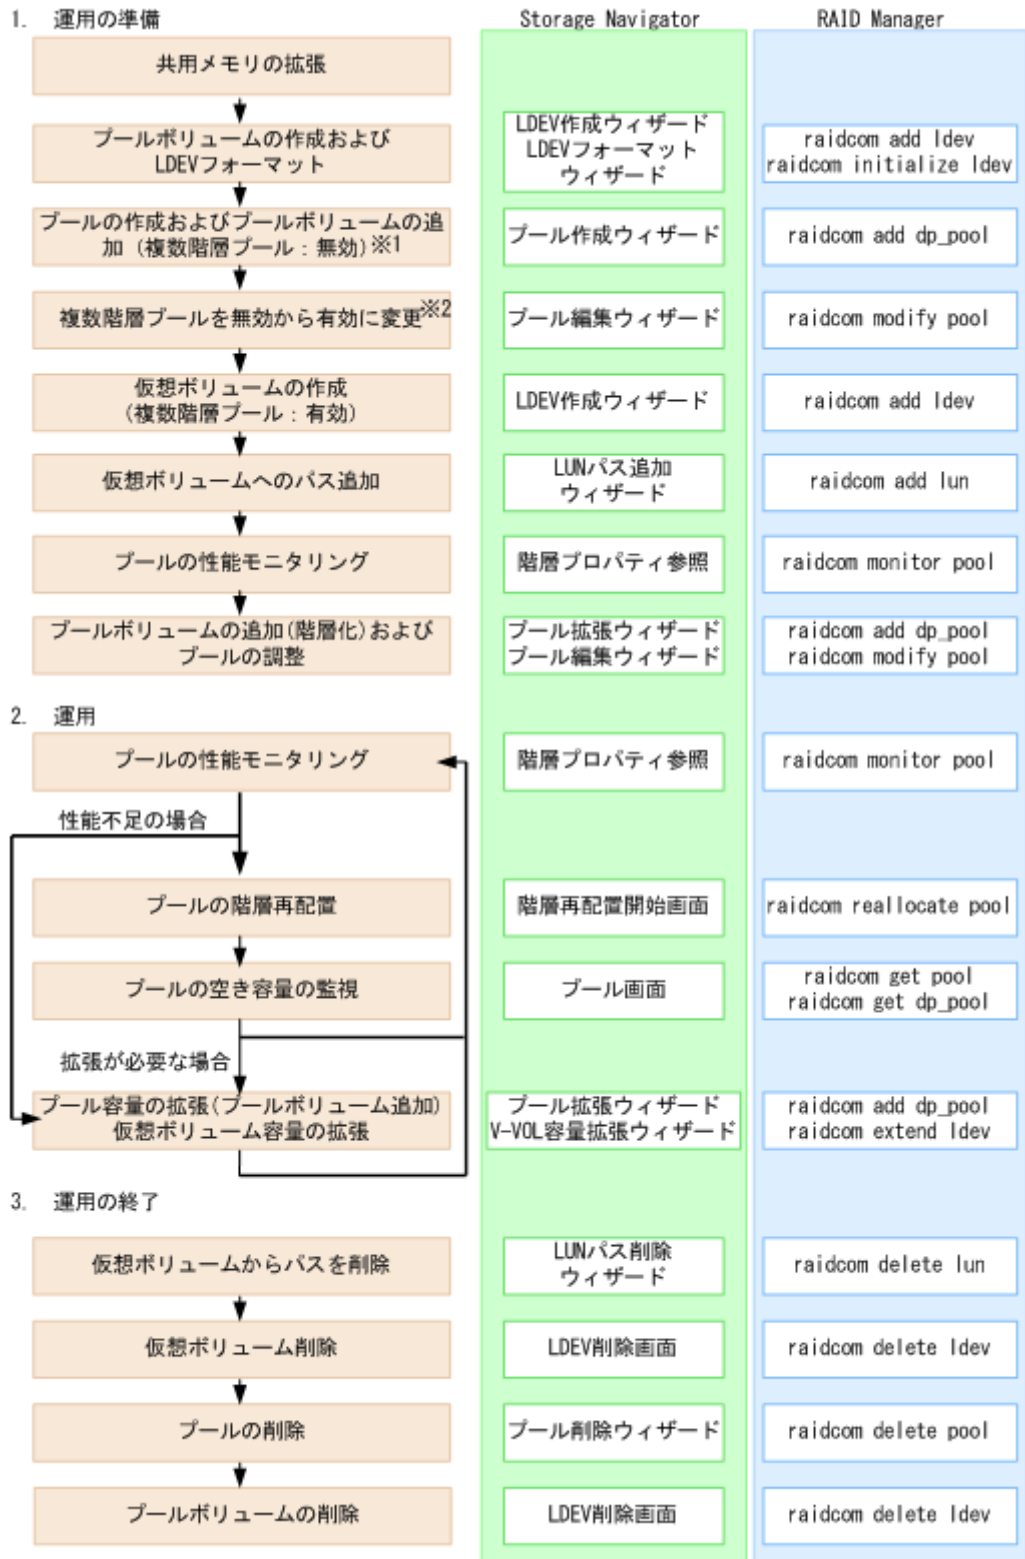 1. 運用の準備
Storage Navigator
RAID Manager
共用メモリの拡張
プールボリュームの作成および
LDEVフォーマット
LDEV作成ウィザード
LDEVフォーマット
ウィザード
raidcom add ldev
raidcom initialize ldev
プールの作成およびプールボリュームの追
加 (複数階層プール:無効)※1
プール作成ウィザード
raidcom add dp_pool
複数階層プールを無効から有効に変更※2
プール編集ウィザード
raidcom modify pool
仮想ボリュームの作成
(複数階層プール:有効)
LDEV作成ウィザード
raidcom add ldev
仮想ボリュームへのパス追加
LUNパス追加
ウィザード
raidcom add lun
プールの性能モニタリング
階層プロパティ参照
raidcom monitor pool
プールボリュームの追加(階層化)および
プールの調整
プール拡張ウィザード
プール編集ウィザード
raidcom add dp_pool
raidcom modify pool
2. 運用
プールの性能モニタリング
階層プロパティ参照
raidcom monitor pool
性能不足の場合
プールの階層再配置
階層再配置開始画面
raidcom reallocate pool
プールの空き容量の監視
プール画面
raidcom get pool
raidcom get dp_pool
拡張が必要な場合
プール容量の拡張(プールボリューム追加)
仮想ボリューム容量の拡張
プール拡張ウィザード
V-VOL容量拡張ウィザード
raidcom add dp_pool
raidcom extend ldev
3. 運用の終了
仮想ボリュームからパスを削除
LUNパス削除
ウィザード
raidcom delete lun
仮想ボリューム削除
LDEV削除画面
raidcom delete ldev
プールの削除
プール削除ウィザード
raidcom delete pool
プールボリュームの削除
LDEV削除画面
raidcom delete ldev